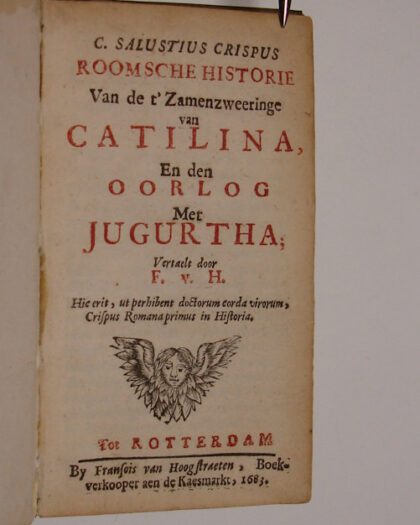 C. SALUSTIUS CRISPUS
ROOMSCHE HISTORIE
Van de t'Zamenzweeringe
van
CATILINA,
En den
OORLOG
Met
JUGURTHA;
Vertaelt door
F. v. H.
Hic erit, ut perhibent doctorum corda virorum,
Crispus Romana primus in Historia.
Tot ROTTERDAM
By Fransois van Hoogstraeten, Boek-
verkooper aen de Kaesmarkt, 1683.